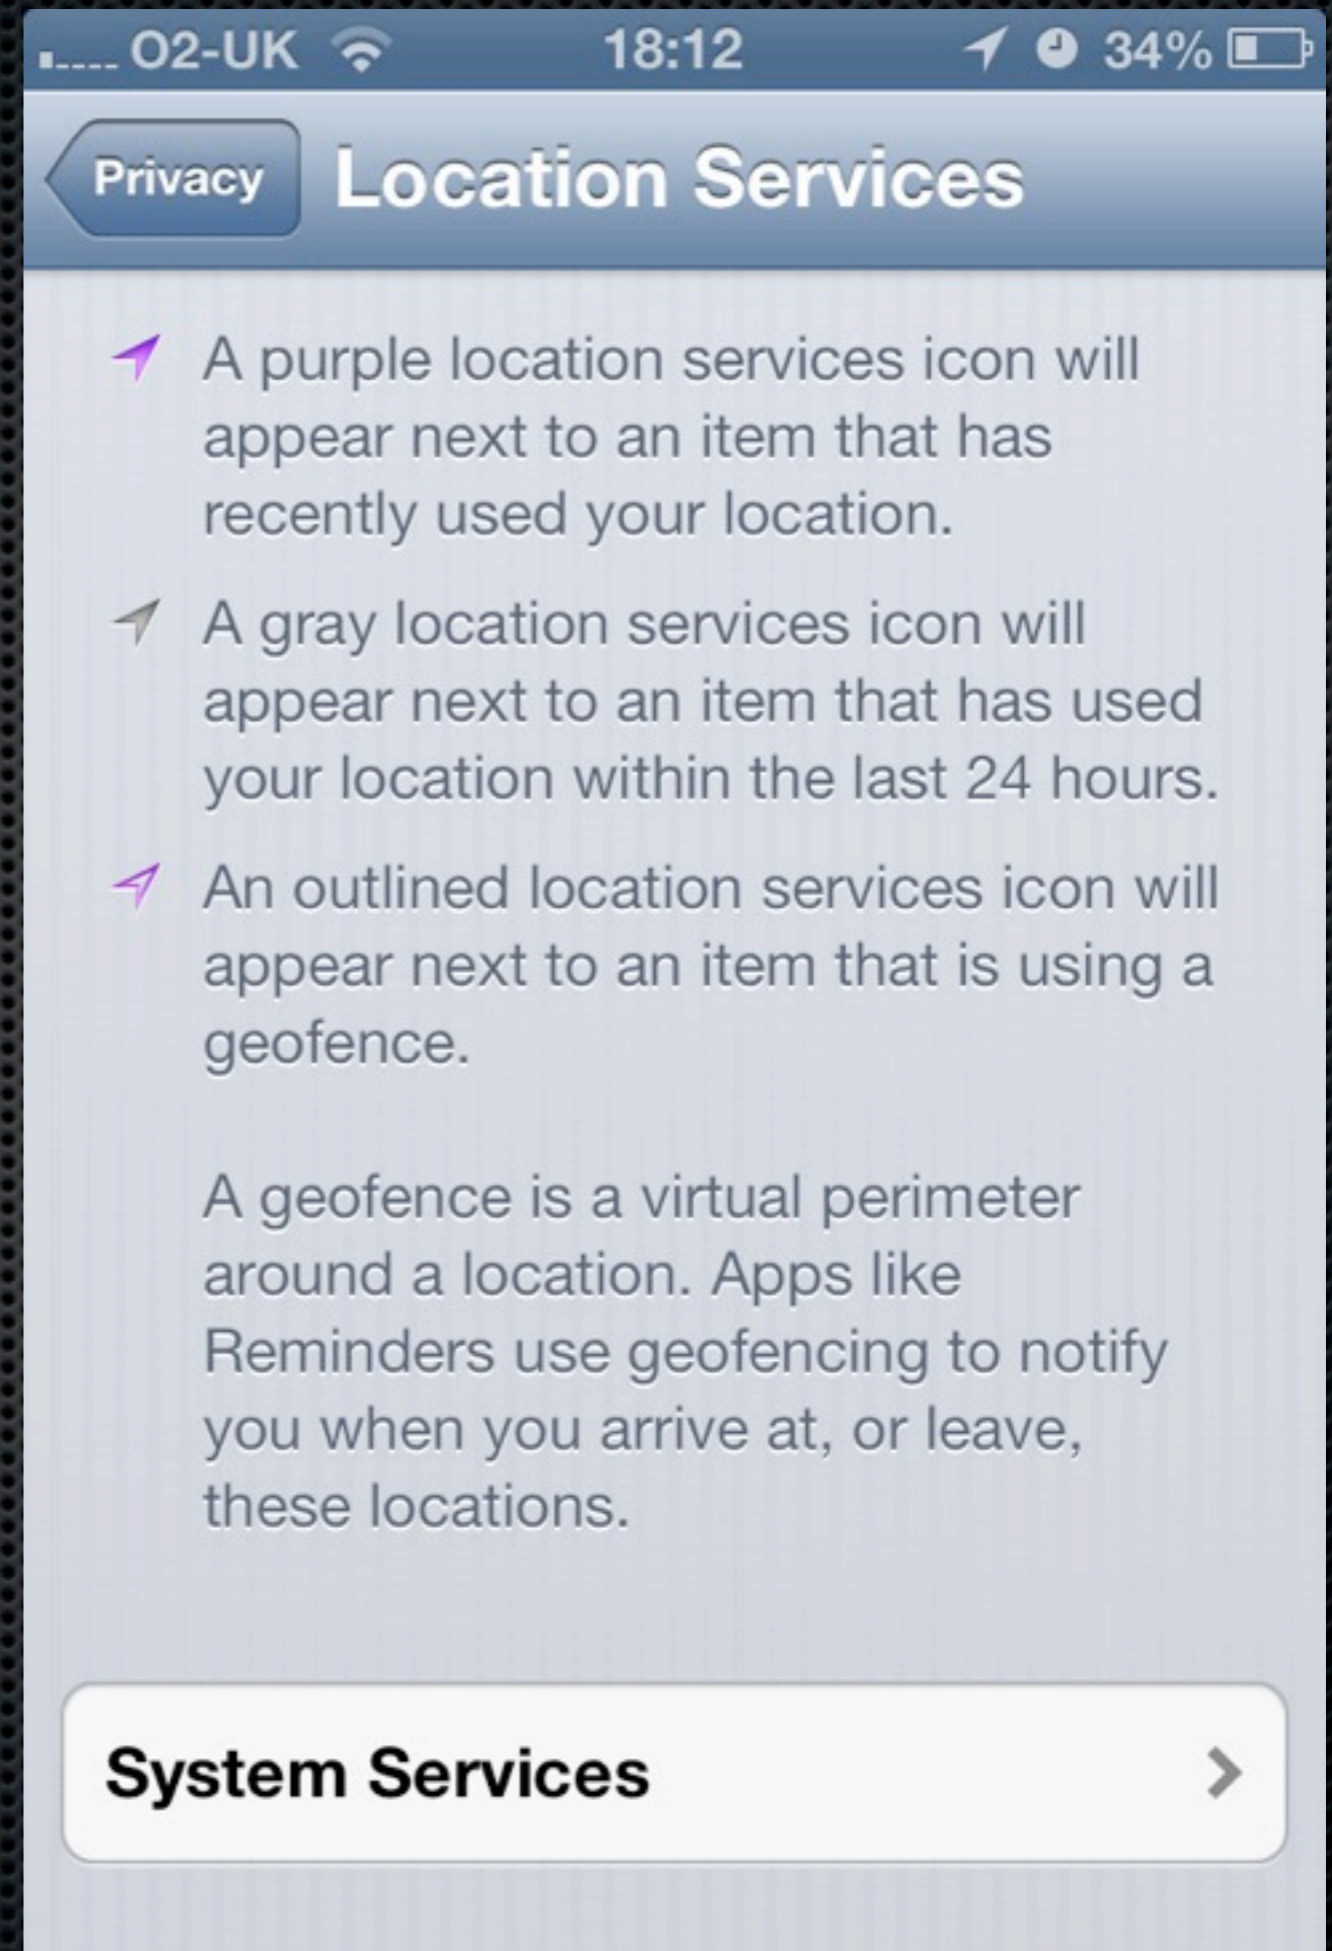 O2-UK 18:12 34%
Privacy Location Services
A purple location services icon will
appear next to an item that has
recently used your location.
A gray location services icon will
appear next to an item that has used
your location within the last 24 hours.
An outlined location services icon will
appear next to an item that is using a
geofence.
A geofence is a virtual perimeter
around a location. Apps like
Reminders use geofencing to notify
you when you arrive at, or leave,
these locations.
System Services